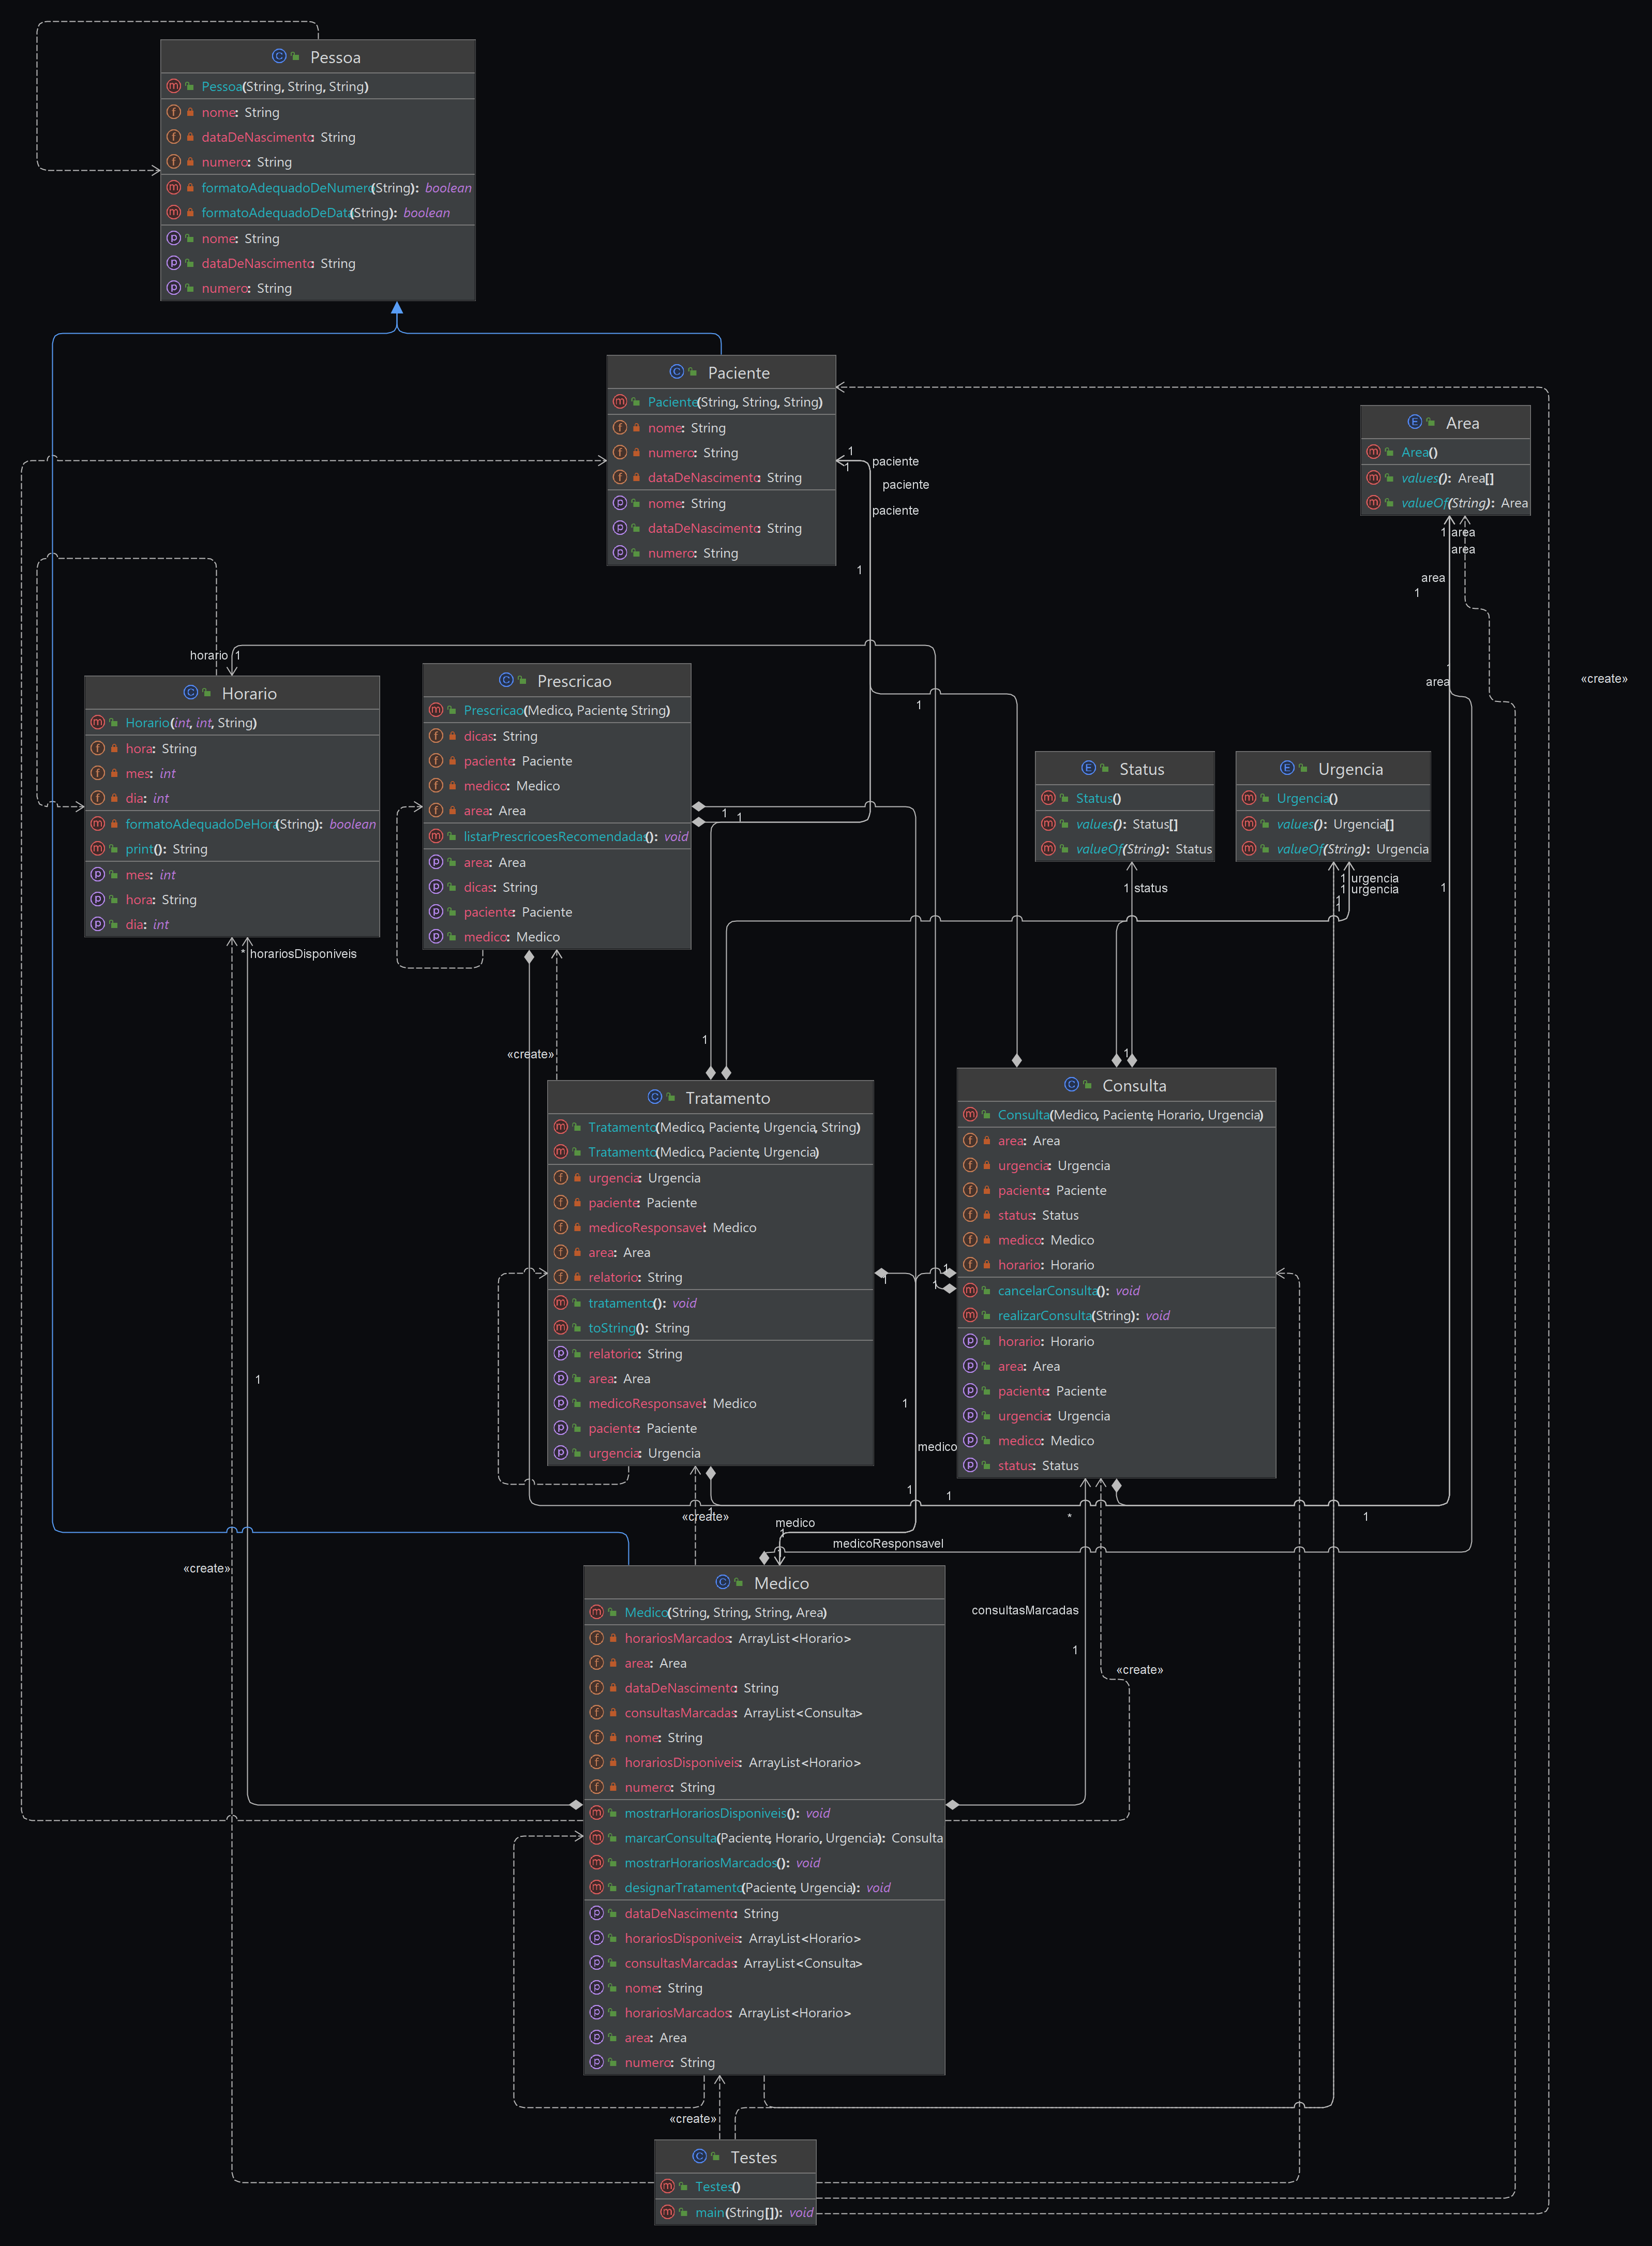 Pessoa
Pessoa(String, String, String)
nome: String
dataDeNascimento: String
numero: String
formatoAdequadoDeNumero(String): boolean
formatoAdequadoDeData(String): boolean
nome: String
dataDeNascimento: String
numero: String
Paciente
Paciente(String, String, String)
nome: String
numero: String
dataDeNascimento: String
nome: String
dataDeNascimento: String
numero: String
1
1
paciente
paciente
paciente
1
Area
Area()
values(): Area[]
valueOf(String): Area
1 area
area
area
1
1
area
«create»
horario 1
Horario
Horario(int, int, String)
hora: String
mes: int
dia: int
formatoAdequadoDeHora(String): boolean
print(): String
mes: int
hora: String
dia: int
* horariosDisponiveis
Prescricao
Prescricao(Medico, Paciente, String)
dicas: String
paciente: Paciente
medico: Medico
area: Area
listarPrescricoesRecomendadas(): void
area: Area
dicas: String
paciente: Paciente
medico: Medico
1
1
1
Status
Status()
values(): Status[]
valueOf(String): Status
1 status
Urgencia
Urgencia()
values(): Urgencia[]
valueOf(String): Urgencia
1 urgencia
1 urgencia
1
1
1
«create»
1
1
Tratamento
Tratamento(Medico, Paciente, Urgencia, String)
Tratamento(Medico, Paciente, Urgencia)
urgencia: Urgencia
paciente: Paciente
medicoResponsavel: Medico
area: Area
relatorio: String
tratamento(): void
toString(): String
relatorio: String
area: Area
medicoResponsavel: Medico
paciente: Paciente
urgencia: Urgencia
Consulta
Consulta(Medico, Paciente, Horario, Urgencia)
area: Area
urgencia: Urgencia
paciente: Paciente
status: Status
medico: Medico
horario: Horario
cancelarConsulta(): void
realizarConsulta(String): void
horario: Horario
area: Area
paciente: Paciente
urgencia: Urgencia
medico: Medico
status: Status
1
1
1
1
1
medico
1
1
1
«create»
1
*
1
medico
1
medicoResponsavel
«create»
Medico
Medico(String, String, String, Area)
horariosMarcados: ArrayList<Horario>
area: Area
dataDeNascimento: String
consultasMarcadas: ArrayList<Consulta>
nome: String
horariosDisponiveis: ArrayList<Horario>
numero: String
mostrarHorariosDisponiveis(): void
marcarConsulta(Paciente, Horario, Urgencia): Consulta
mostrarHorariosMarcados(): void
designarTratamento(Paciente, Urgencia): void
dataDeNascimento: String
horariosDisponiveis: ArrayList<Horario>
consultasMarcadas: ArrayList<Consulta>
nome: String
horariosMarcados: ArrayList<Horario>
area: Area
numero: String
consultasMarcadas
1
«create»
«create»
Testes
Testes()
main(String[]): void